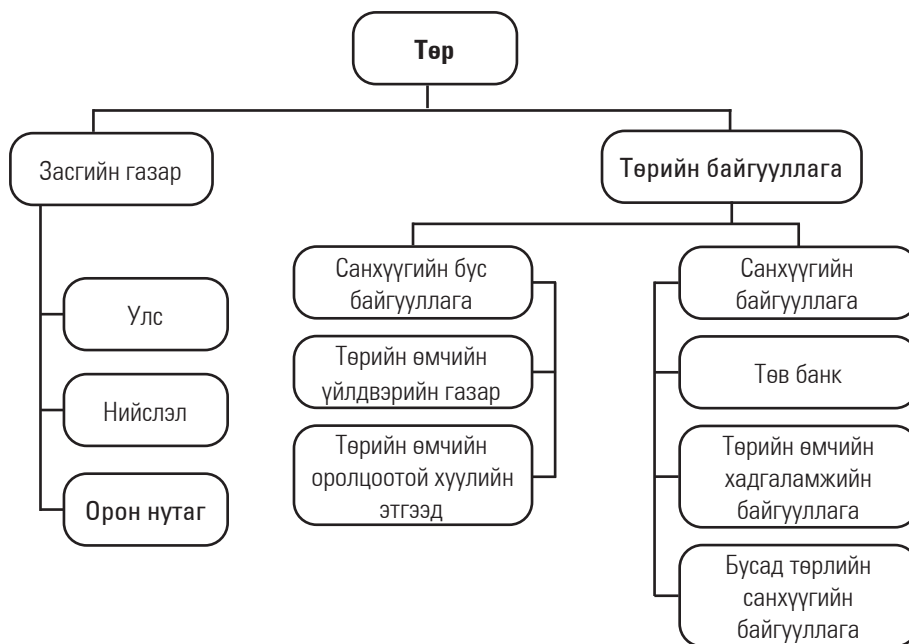 Төр
Засгийн газар
Улс
Нийслэл
Орон нутаг
Төрийн байгууллага
Санхүүгийн бус
байгууллага
Төрийн өмчийн
үйлдвэрийн газар
Төрийн өмчийн
оролцоотой хуулийн
этгээд
Санхүүгийн
байгууллага
Төв банк
Төрийн өмчийн
хадгаламжийн
байгууллага
Бусад төрлийн
санхүүгийн
байгууллага